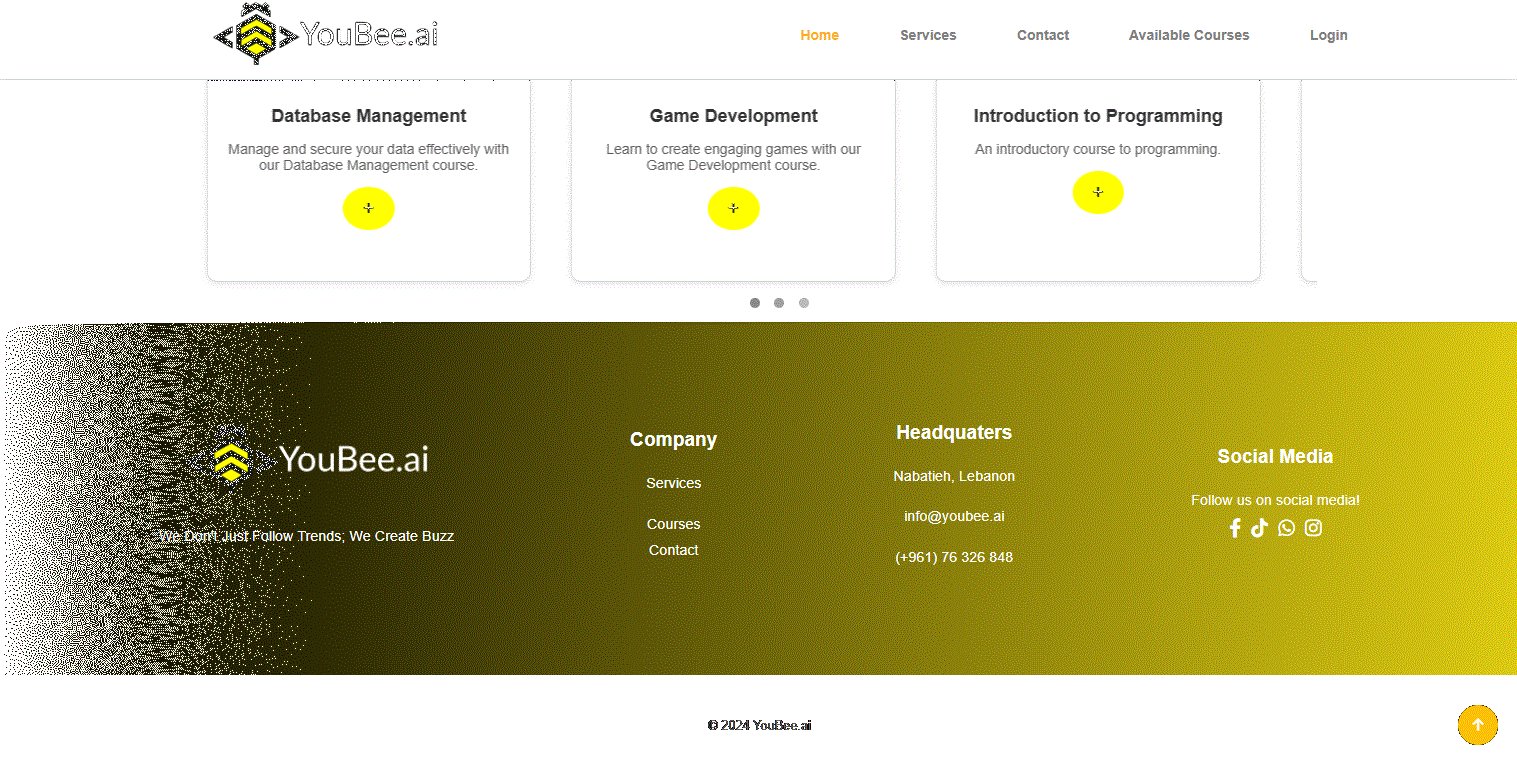 YouBee.ai
Home
Services
Contact
Available Courses
Login
Database Management
Manage and secure your data effectively with
our Database Management course.
+
Game Development
Learn to create engaging games with our
Game Development course.
+
Introduction to Programming
An introductory course to programming.
+
YouBee.ai
We Don't Just Follow Trends; We Create Buzz
Company
Services
Courses
Contact
Headquaters
Nabatieh, Lebanon
info@youbee.ai
(+961) 76 326 848
Social Media
Follow us on social media!
© 2024 YouBee.ai